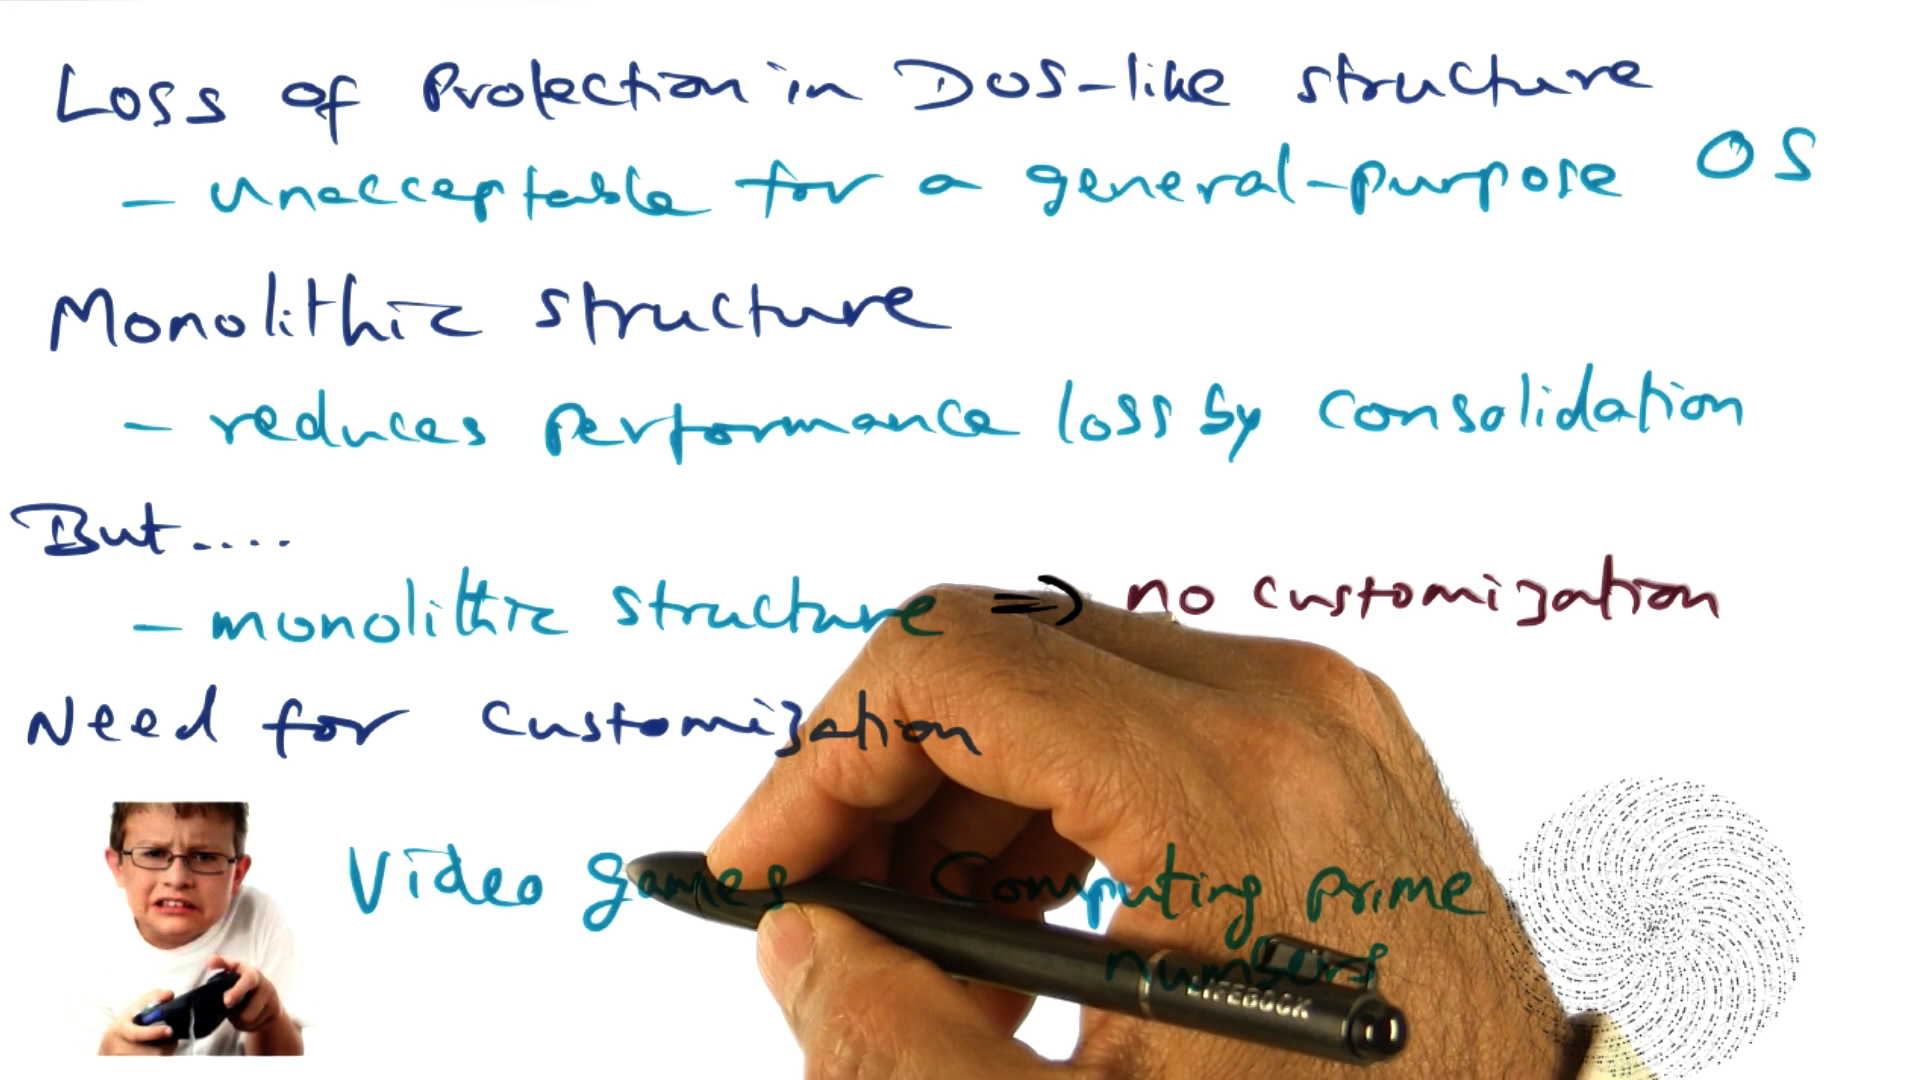 Loss of Protection in DOS-like structure
- unacceptable for a general-purpose OS
Monolithic structure
- reduces performance loss by consolidation
But....
- monolithic structure => no customization
Need for customization
Video games - Computing prime
numbers
LIFEBOOK